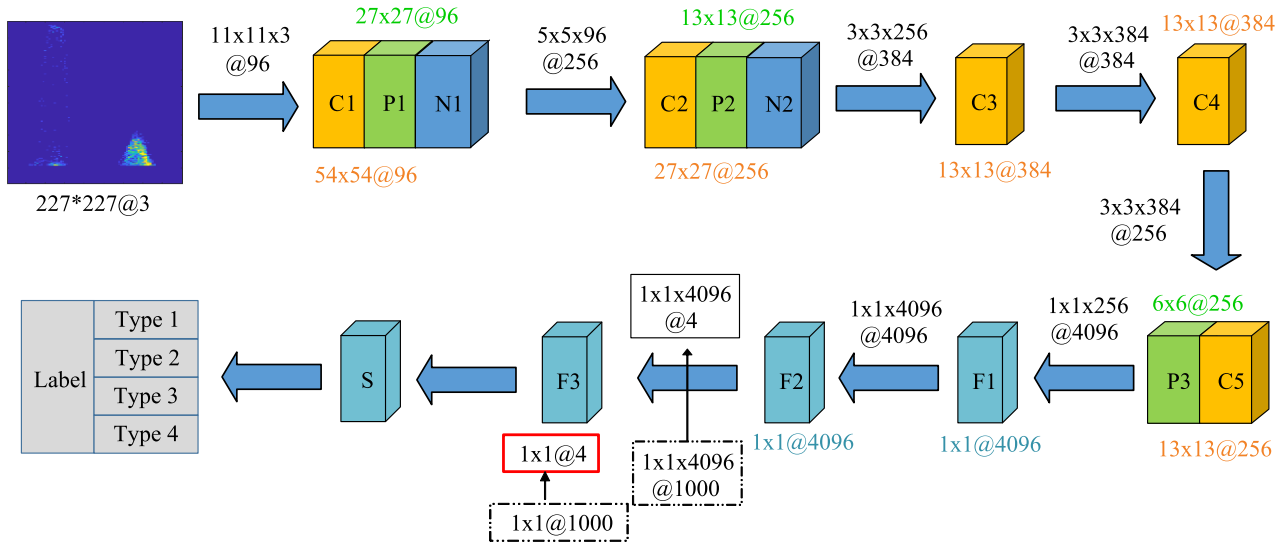 227*227@3
11x11x3
@96
27x27@96
C1 P1 N1
54x54@96
5x5x96
@256
13x13@256
C2 P2 N2
27x27@256
3x3x256
@384
C3
13x13@384
3x3x384
@384
13x13@384
C4
3x3x384
@256
6x6@256
P3 C5
13x13@256
1x1x256
@4096
F1
1x1@4096
1x1x4096
@4096
F2
1x1@4096
1x1x4096
@4
1x1x4096
@1000
F3
1x1@4
1x1@1000
S
Label
Type 1
Type 2
Type 3
Type 4